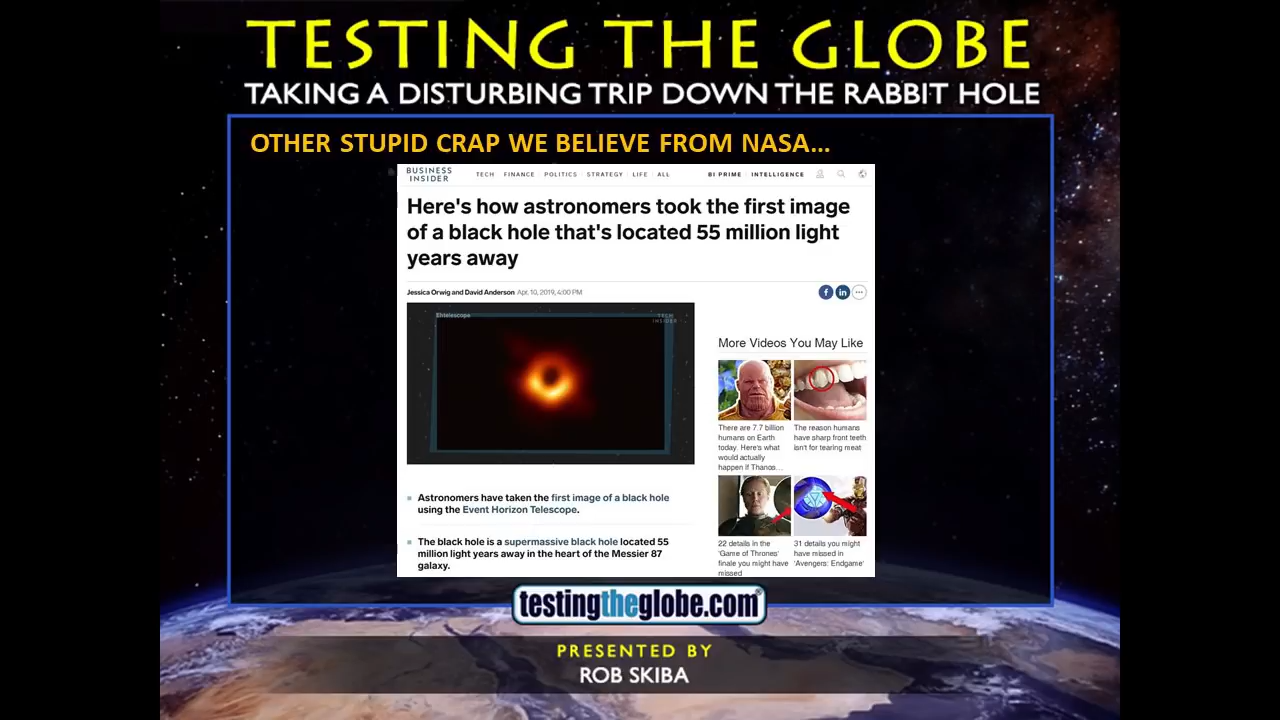 TESTING THE GLOBE
TAKING A DISTURBING TRIP DOWN THE RABBIT HOLE
OTHER STUPID CRAP WE BELIEVE FROM NASA...
BUSINESS
INSIDER
TECH FINANCE POLITICS STRATEGY LIFE ALL
BI PRIME INTELLIGENCE
Here's how astronomers took the first image
of a black hole that's located 55 million light
years away
Jessica Orwig and David Anderson Apr. 10, 2019, 4:00 PM
TECH
INSIDER
Astronomers have taken the first image of a black hole
using the Event Horizon Telescope.
The black hole is a supermassive black hole located 55
million light years away in the heart of the Messier 87
galaxy.
More Videos You May Like
There are 7.7 billion
humans on Earth
today. Here's what
would actually
happen if Thanos...
The reason humans
have sharp front teeth
isn't for tearing meat
22 details in the
'Game of Thrones'
finale you might have
missed
31 details you might
have missed in
'Avengers: Endgame'
testingtheglobe.com
PRESENTED BY
ROB SKIBA